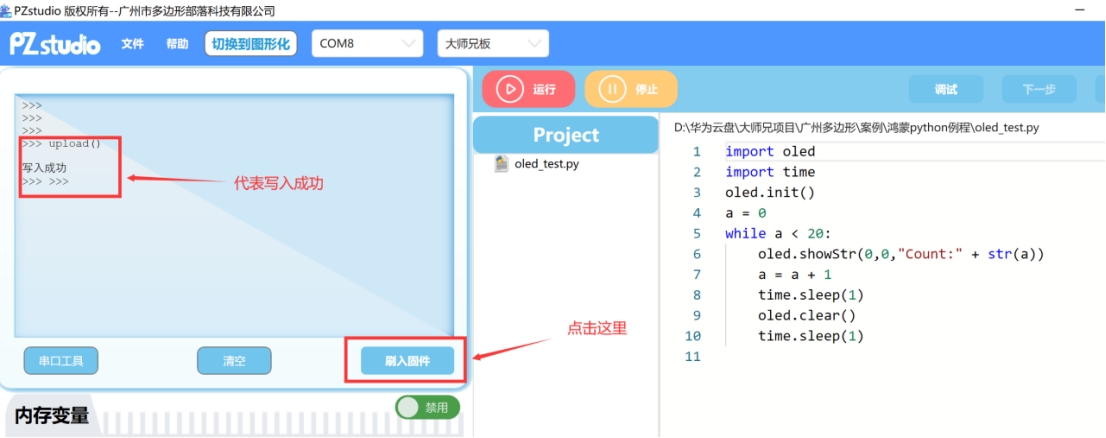 PZstudio 版权所有--广州市多边形部落科技有限公司
PZstudio 文件 帮助 切换到图形化 COM8 大师兄板
>>>
>>>
>>>
>>> upload()
写入成功
>>> >>>
代表写入成功
点击这里
串口工具 清空 刷入固件
内存变量 禁用
运行 停止 调试 下一步
Project
oled_test.py
D:\华为云盘\大师兄项目\广州多边形\案例\鸿蒙python例程\oled_test.py
1 import oled
2 import time
3 oled.init()
4 a = 0
5 while a < 20:
6 oled.showStr(0,0,"Count:" + str(a))
7 a = a + 1
8 time.sleep(1)
9 oled.clear()
10 time.sleep(1)
11